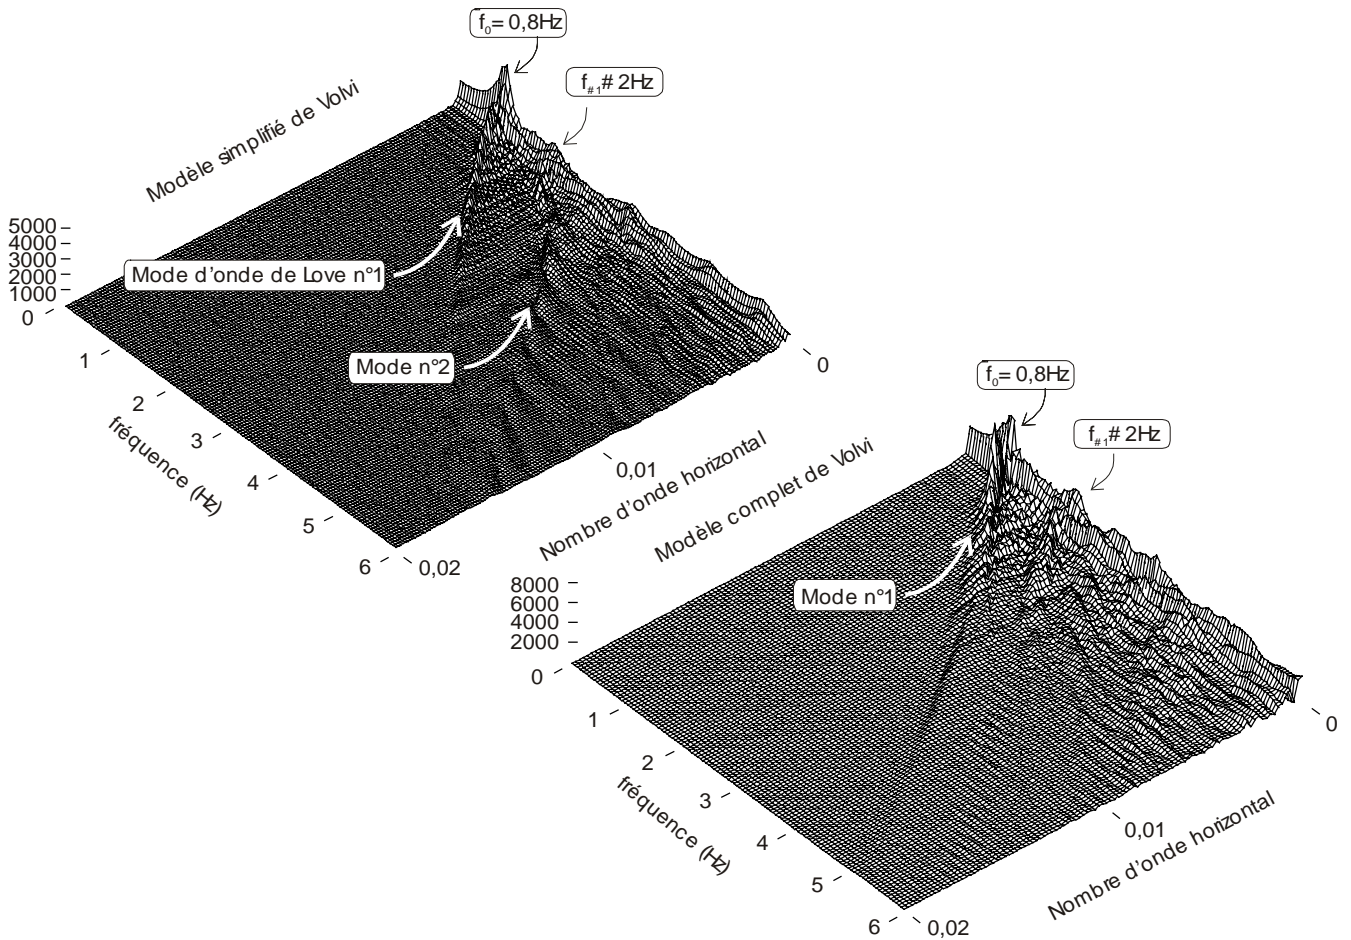 f0= 0,8Hz
f#1# 2Hz
Modèle simplifié de Volvi
5000
4000
3000
2000
1000
0
Mode d'onde de Love n°1
Mode n°2
1
2
3
4
5
6
fréquence (Hz)
0
0,01
0,02
Nombre d'onde horizontal
f0= 0,8Hz
f#1# 2Hz
Modèle complet de Volvi
8000
6000
4000
2000
0
Mode n°1
1
2
3
4
5
6
fréquence (Hz)
0
0,01
0,02
Nombre d'onde horizontal